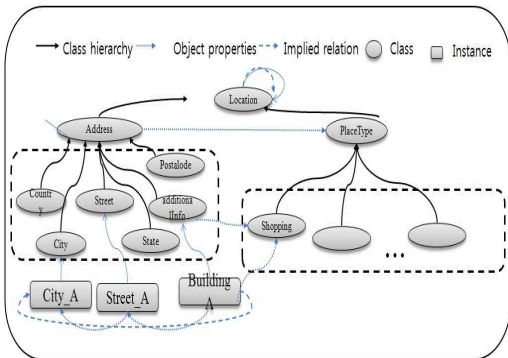 Class hierarchy
Object properties
Implied relation
Class
Instance
Location
Address
PlaceType
Postalode
Countr
y
Street
additiona
lInfo
Shopping
City
State
...
City_A
Street_A
Building
A